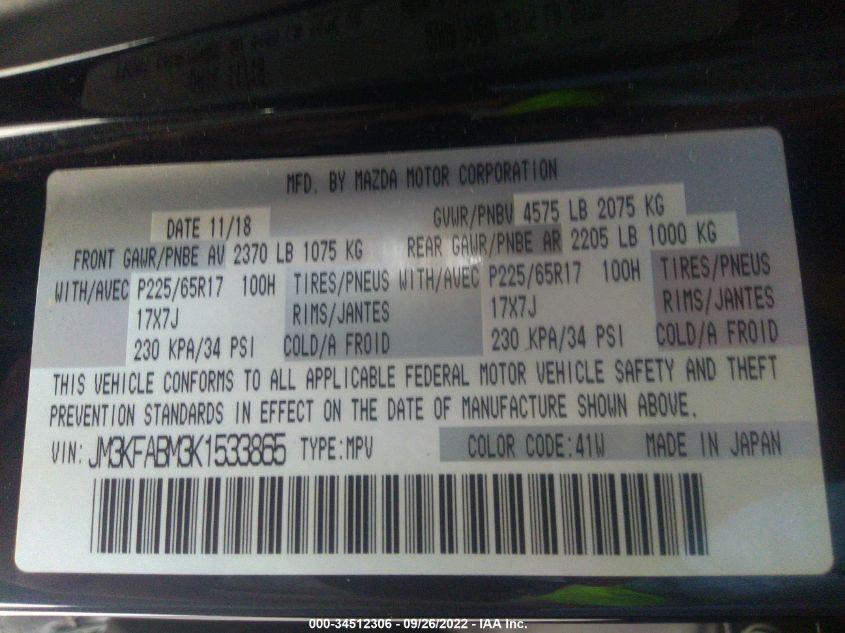 MFD. BY MAZDA MOTOR CORPORATION
DATE 11/18 GVWR/PNBV 4575 LB 2075 KG
FRONT GAWR/PNBE AV 2370 LB 1075 KG REAR GAWR/PNBE AR 2205 LB 1000 KG
WITH/AVEC P225/65R17 100H TIRES/PNEUS WITH/AVEC P225/65R17 100H TIRES/PNEUS
17X7J RIMS/JANTES 17X7J RIMS/JANTES
230 KPA/34 PSI COLD/A FROID 230 KPA/34 PSI COLD/A FROID
THIS VEHICLE CONFORMS TO ALL APPLICABLE FEDERAL MOTOR VEHICLE SAFETY AND THEFT
PREVENTION STANDARDS IN EFFECT ON THE DATE OF MANUFACTURE SHOWN ABOVE.
VIN: JM3KFABM3K1533865 TYPE:MPV COLOR CODE:41W MADE IN JAPAN
000-34512306 - 09/26/2022 - IAA Inc.